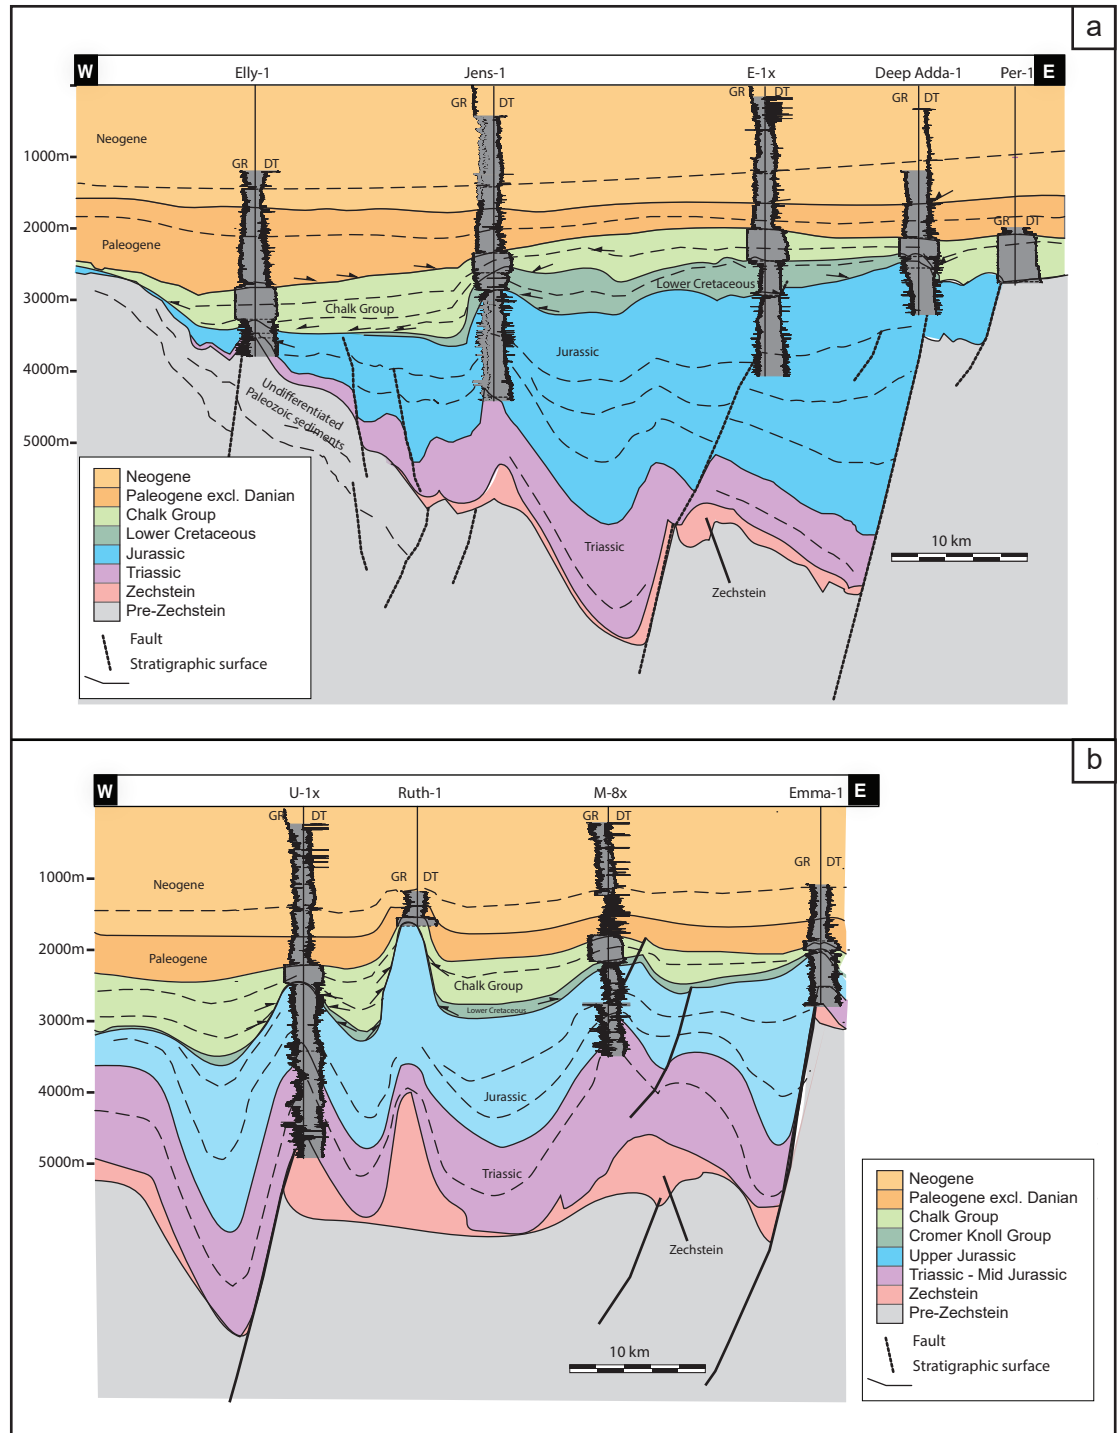 a
W
Elly-1
Jens-1
E-1x
Deep Adda-1
Per-1
E
GR DT
GR DT
GR DT
GR DT
GR DT
Neogene
1000m
2000m
Paleogene
3000m
Chalk Group
Lower Cretaceous
Jurassic
4000m
Undifferentiated
Paleozoic sediments
5000m
Triassic
Zechstein
10 km
Neogene
Paleogene excl. Danian
Chalk Group
Lower Cretaceous
Jurassic
Triassic
Zechstein
Pre-Zechstein
Fault
Stratigraphic surface
b
W
U-1x
Ruth-1
M-8x
Emma-1
E
GR DT
GR DT
GR DT
GR DT
1000m
Neogene
2000m
Paleogene
Chalk Group
Lower Cretaceous
3000m
4000m
Jurassic
5000m
Triassic
Zechstein
10 km
Neogene
Paleogene excl. Danian
Chalk Group
Cromer Knoll Group
Upper Jurassic
Triassic - Mid Jurassic
Zechstein
Pre-Zechstein
Fault
Stratigraphic surface